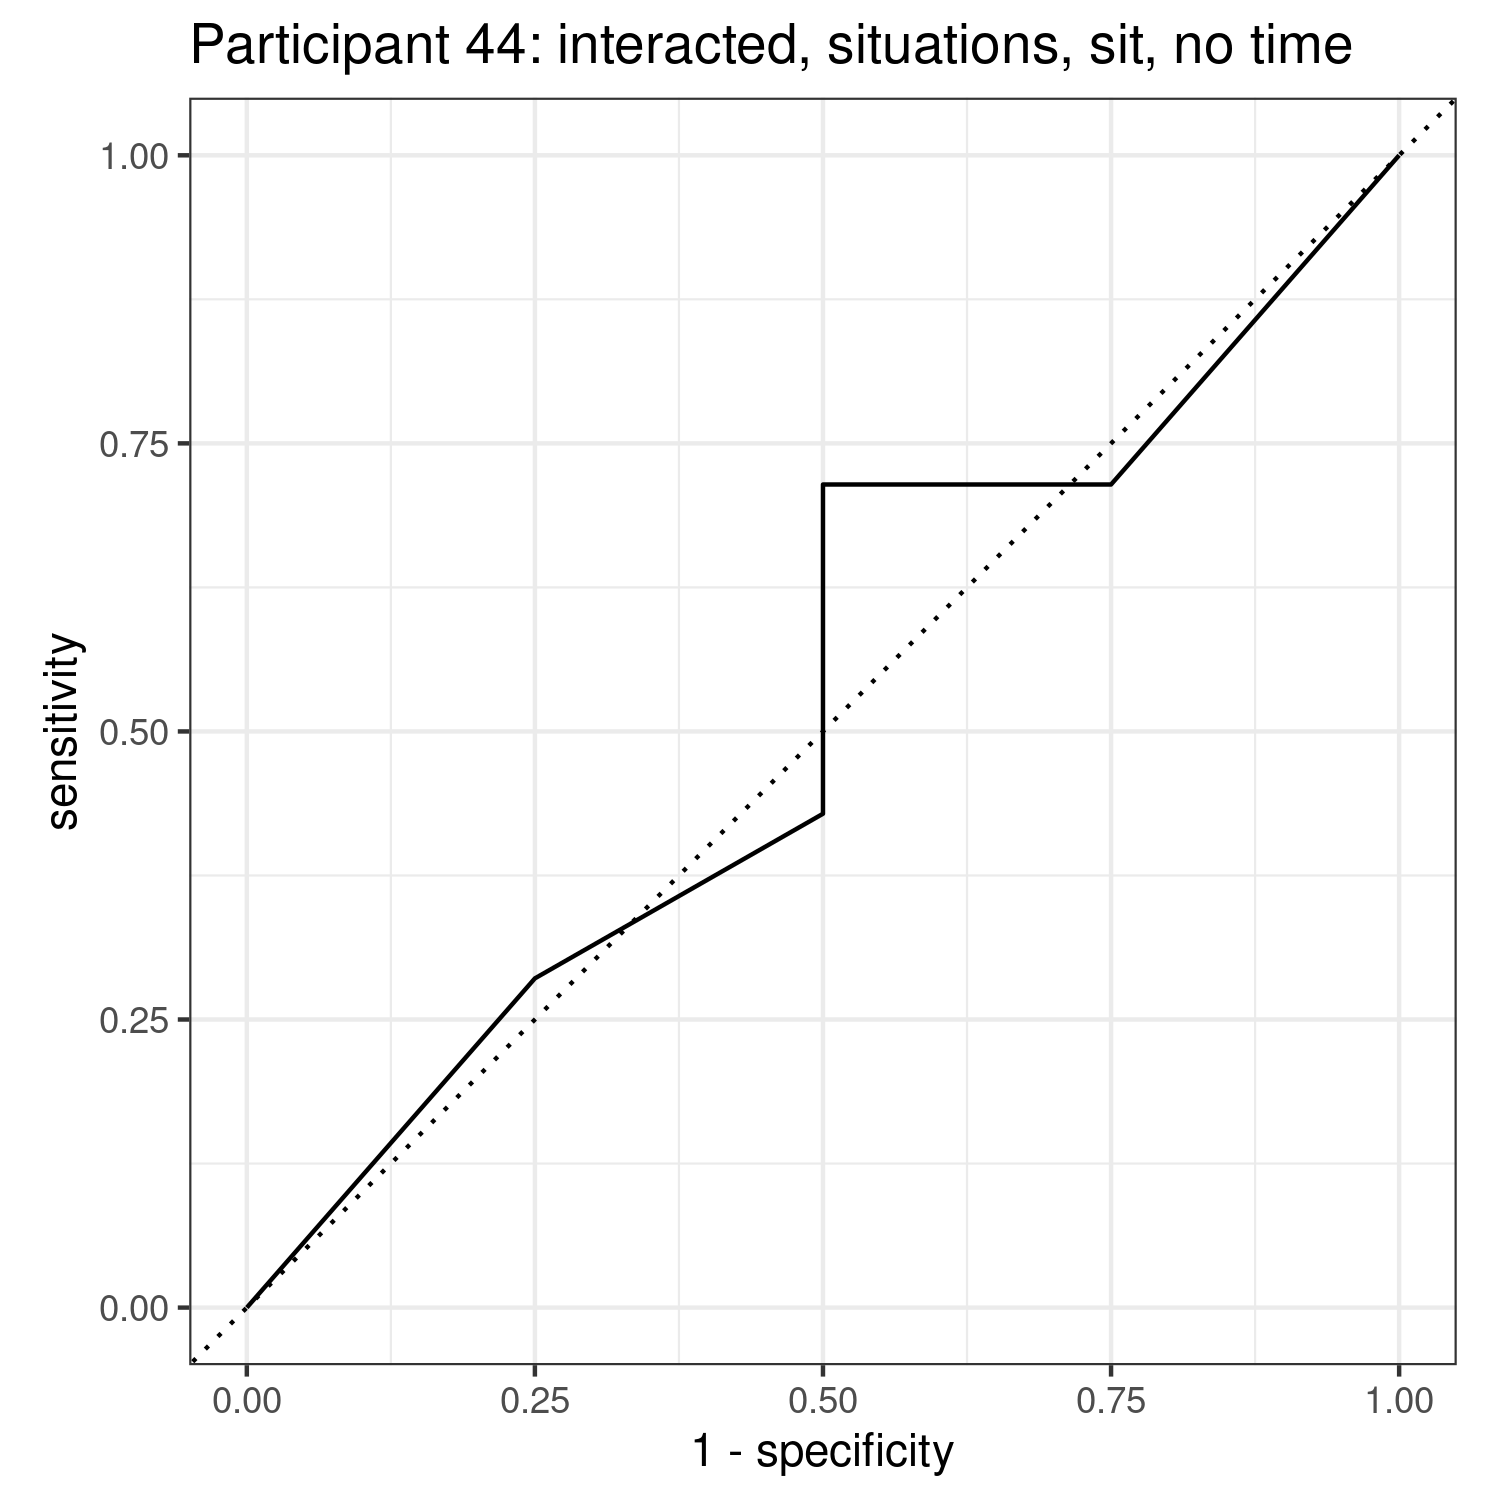 Participant 44: interacted, situations, sit, no time
1.00
0.75
0.50
0.25
0.00
sensitivity
0.00 0.25 0.50 0.75 1.00
1 - specificity